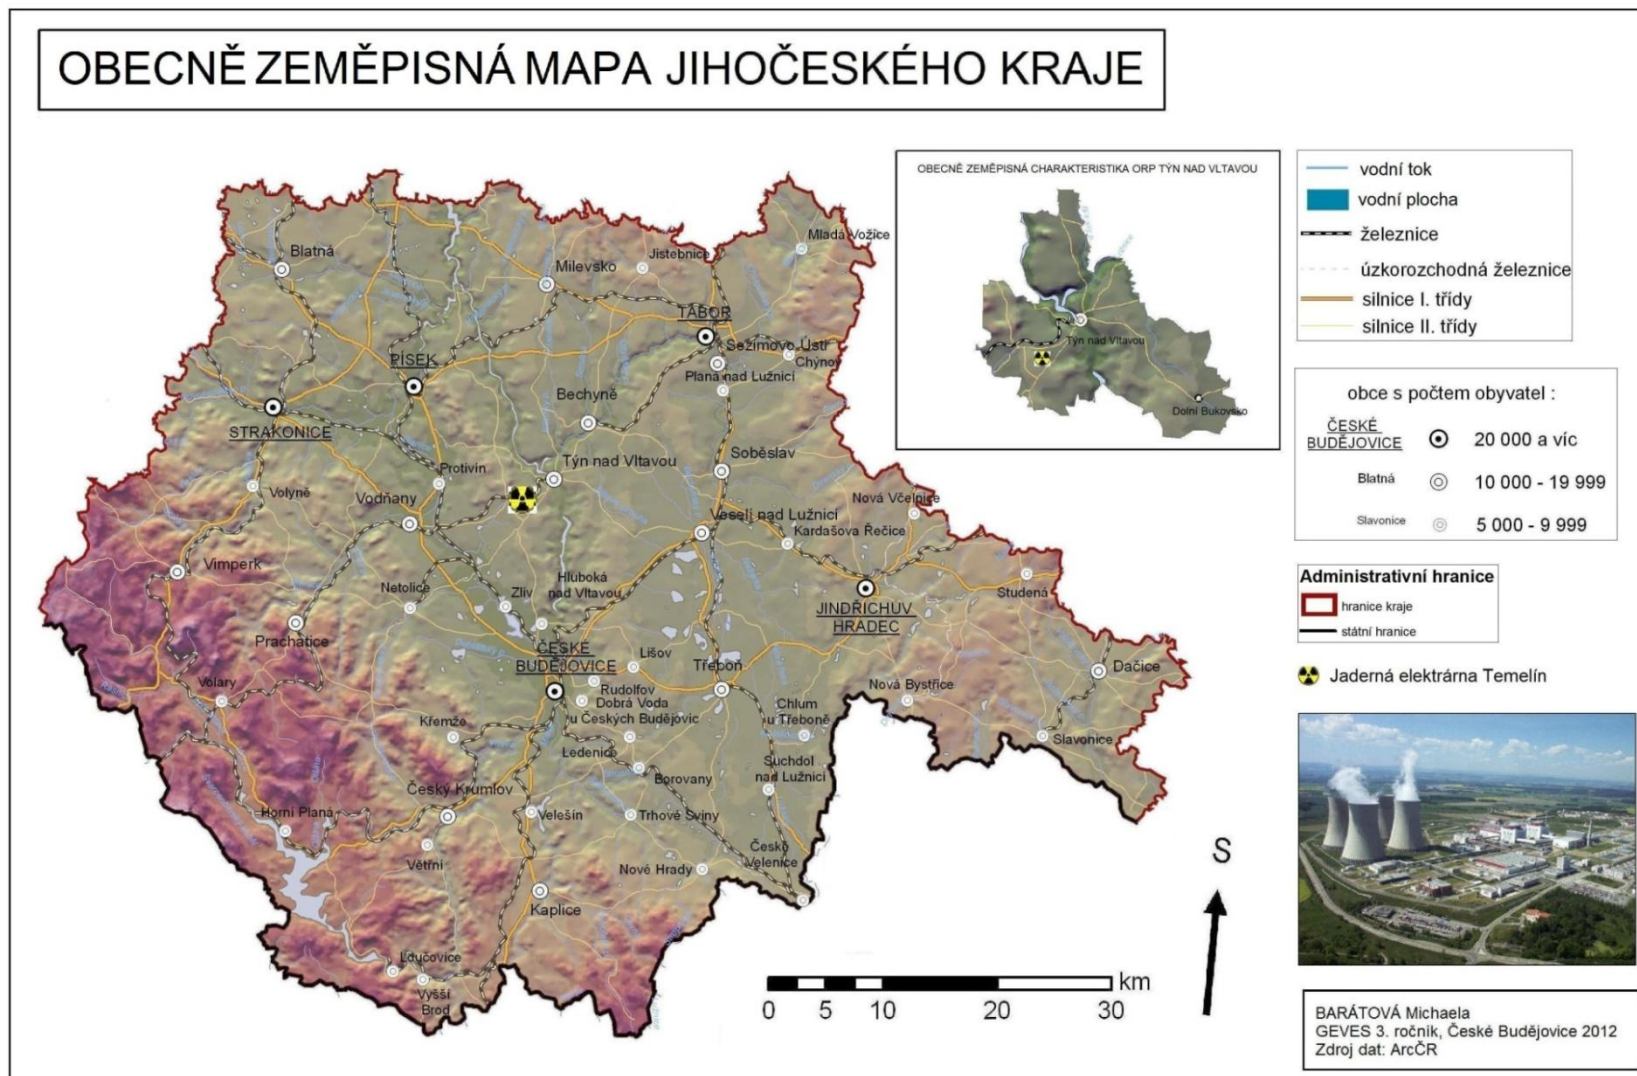 OBECNĚ ZEMĚPISNÁ MAPA JIHOČESKÉHO KRAJE
OBECNĚ ZEMĚPISNÁ CHARAKTERISTIKA ORP TÝN NAD VLTAVOU
Týn nad Vltavou
Dolní Bukovsko
vodní tok
vodní plocha
železnice
úzkorozchodná železnice
silnice I. třídy
silnice II. třídy
obce s počtem obyvatel :
ČESKÉ
BUDĚJOVICE
20 000 a víc
Blatná
10 000 - 19 999
Slavonice
5 000 - 9 999
Administrativní hranice
hranice kraje
státní hranice
Jaderná elektrárna Temelín
Mladá Vožice
Blatná
Jistebnice
Milevsko
TÁBOR
Sezimovo Ústí
Chýnov
PÍSEK
Planá nad Lužnicí
Bechyně
STRAKONICE
Soběslav
Týn nad Vltavou
Protivín
Volyně
Vodňany
Nová Včelnice
Veselí nad Lužnicí
Kardašova Řečice
Vimperk
Hluboká
nad Vltavou
Netolice
Zliv
Studená
JINDŘICHŮV
HRADEC
Prachatice
ČESKÉ
BUDĚJOVICE
Lišov
Třeboň
Dačice
Nová Bystřice
Volary
Rudolfov
Dobrá Voda
u Českých Budějovic
Chlum
u Třeboně
Křemže
Slavonice
Ledenice
Suchdol
nad Lužnicí
Borovany
Český Krumlov
Horní Planá
Velešín
Trhové Sviny
České
Velenice
Větřní
Nové Hrady
Kaplice
Loučovice
Vyšší
Brod
S
km
0 5 10 20 30
BARÁTOVÁ Michaela
GEVES 3. ročník, České Budějovice 2012
Zdroj dat: ArcČR